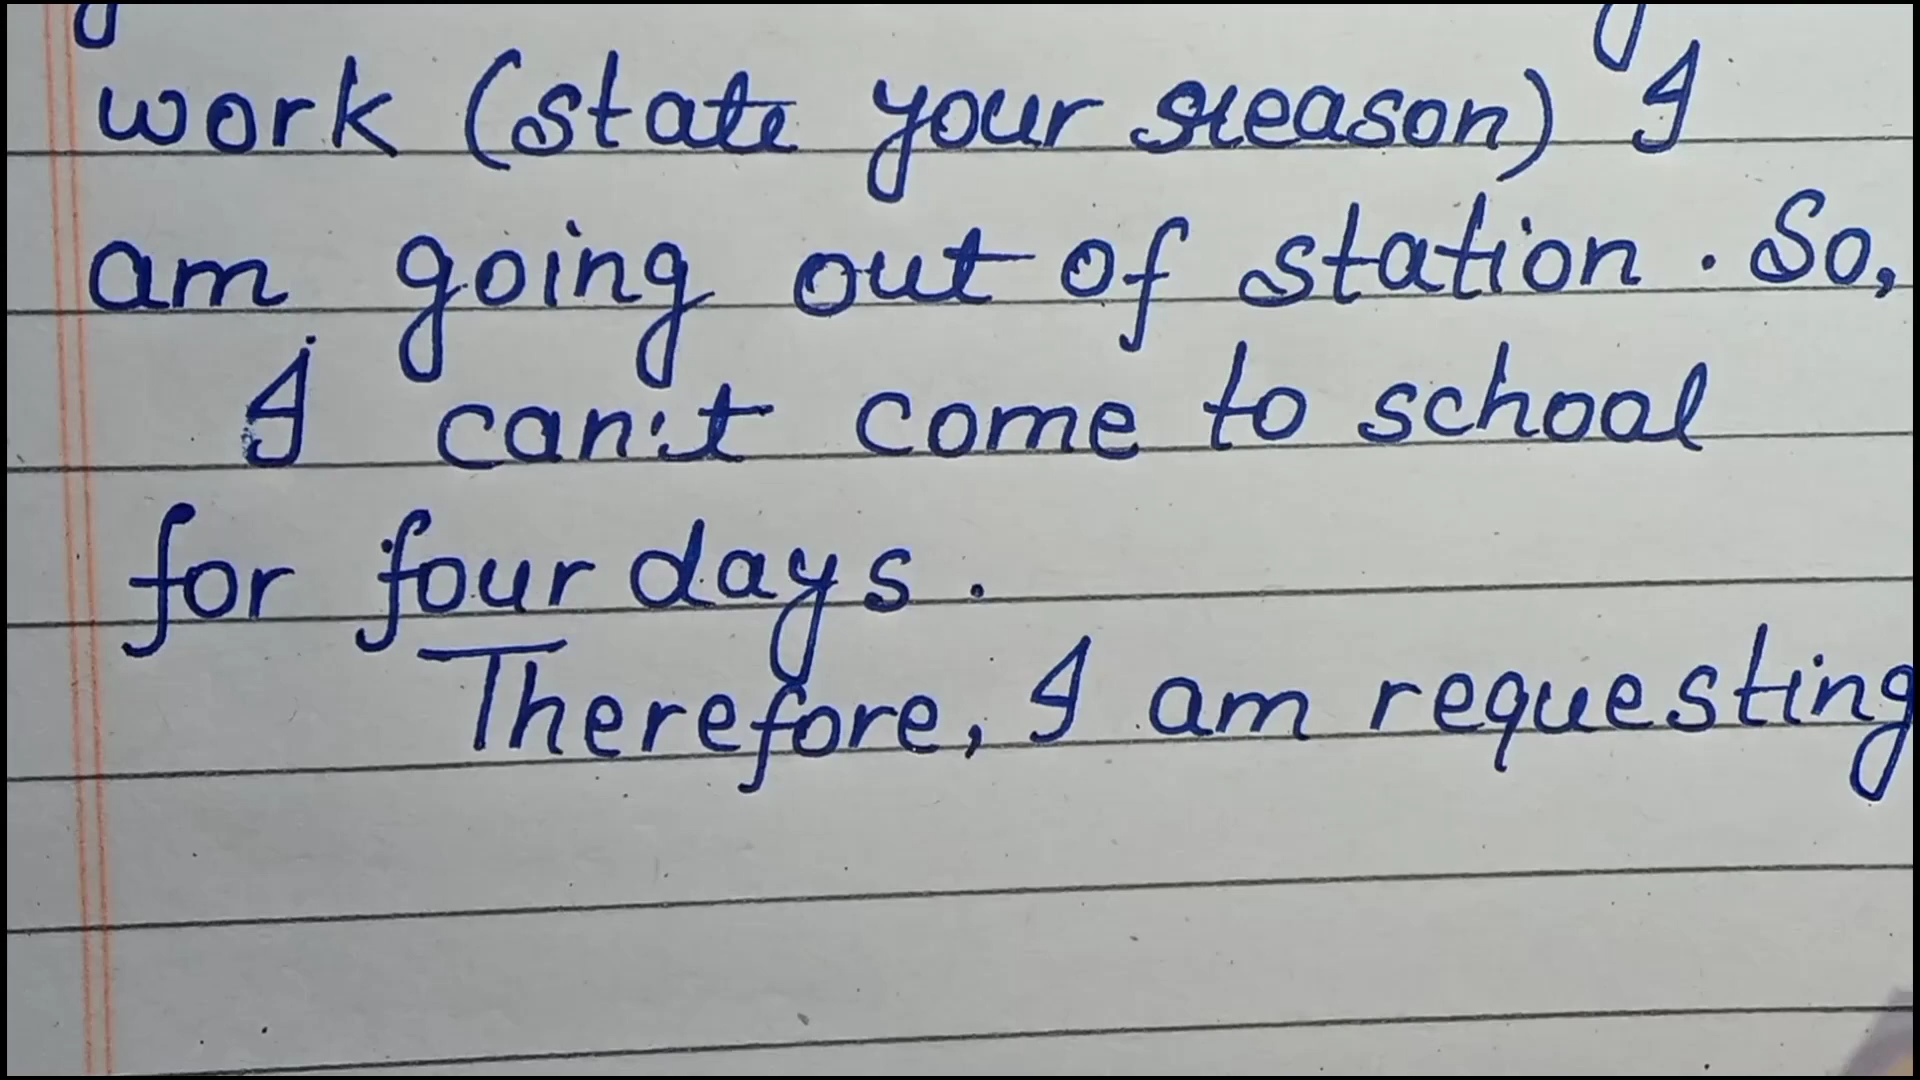 work (state your reason) I
am going out of station. So,
I can't come to school
for four days.
Therefore, I am requesting